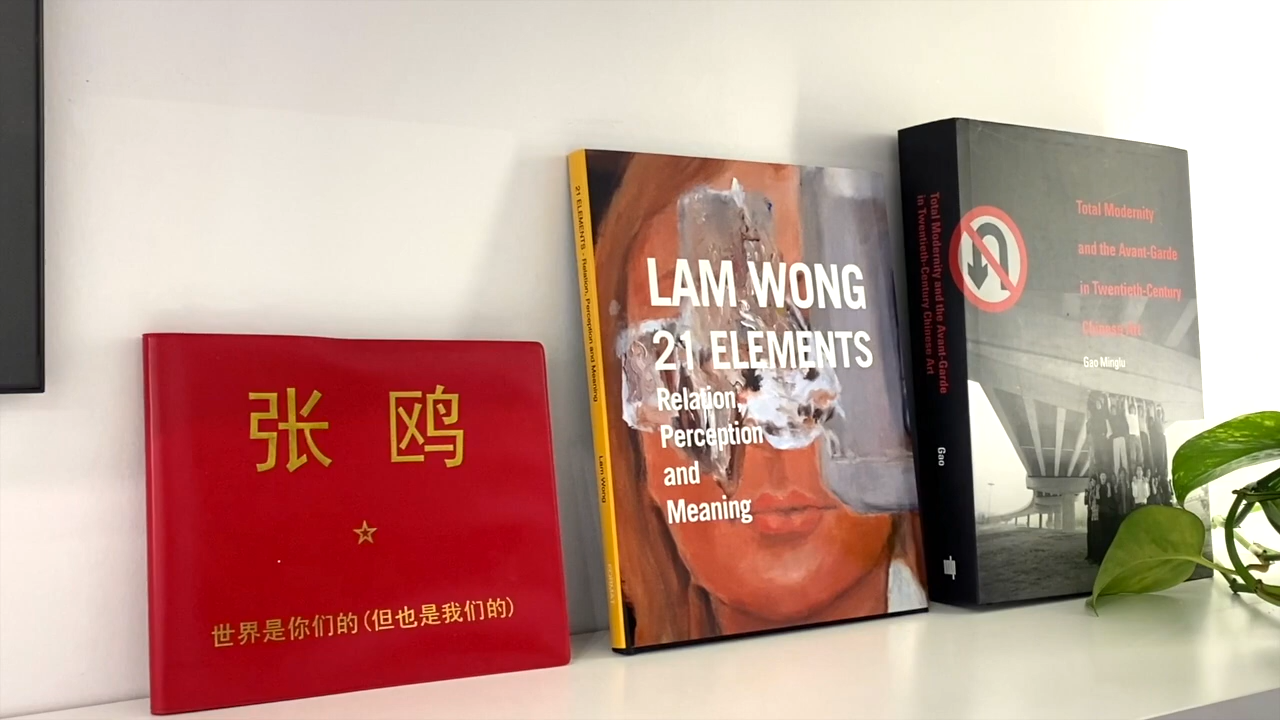 张鸥
世界是你们的(但也是我们的)
21 ELEMENTS - Relation, Perception and Meaning
Lam Wong
LAM WONG
21 ELEMENTS
Relation,
Perception
and
Meaning
Total Modernity and the Avant-Garde
in Twentieth-Century Chinese Art
Gao
Total Modernity
and the Avant-Garde
in Twentieth-Century
Chinese Art
Gao Minglu